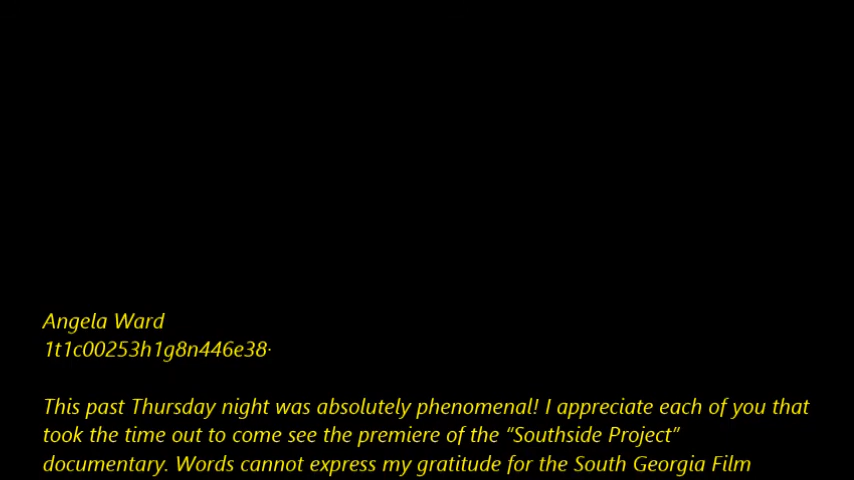 Angela Ward
1t1c00253h1g8n446e38·
This past Thursday night was absolutely phenomenal! I appreciate each of you that
took the time out to come see the premiere of the “Southside Project”
documentary. Words cannot express my gratitude for the South Georgia Film